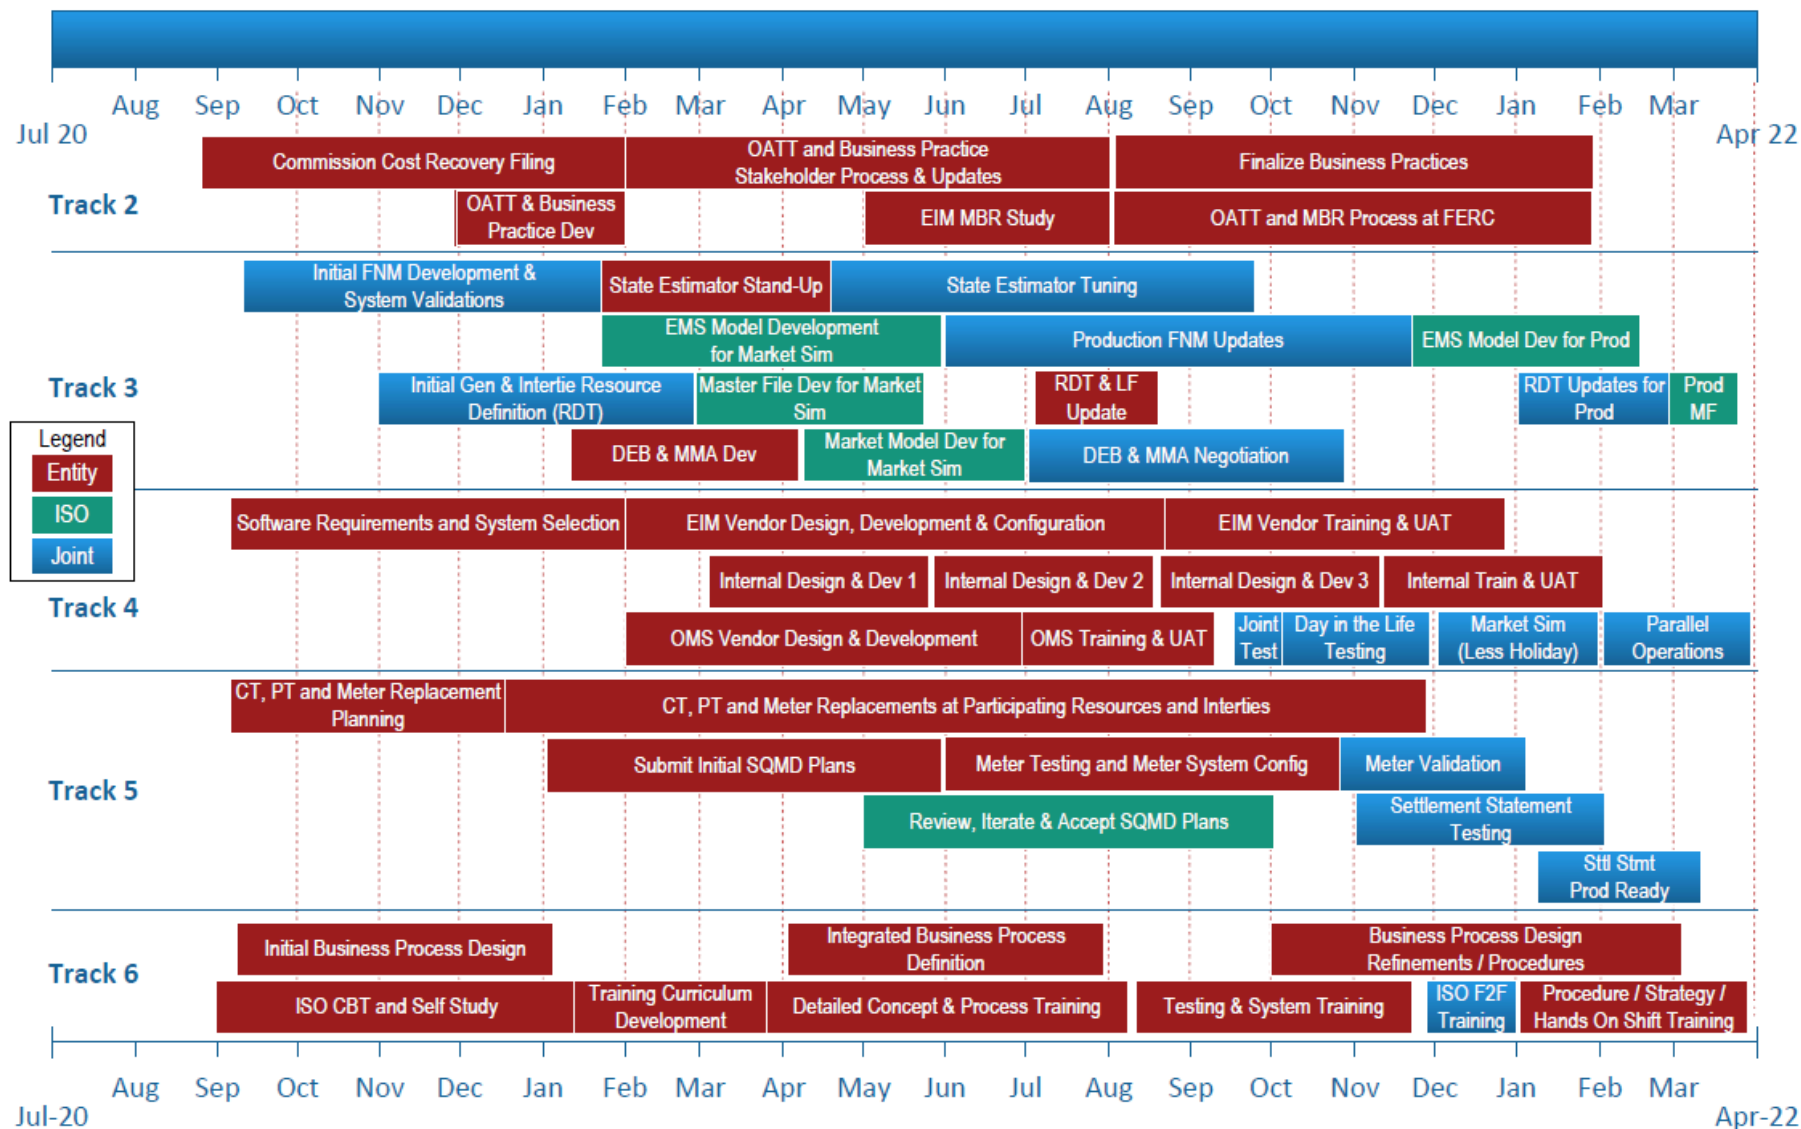 Aug Sep Oct Nov Dec Jan Feb Mar Apr May Jun Jul Aug Sep Oct Nov Dec Jan Feb Mar
Jul 20
Apr 22
Track 2
Commission Cost Recovery Filing
OATT and Business Practice
Stakeholder Process & Updates
Finalize Business Practices
OATT & Business
Practice Dev
EIM MBR Study
OATT and MBR Process at FERC
Track 3
Initial FNM Development &
System Validations
State Estimator Stand-Up
State Estimator Tuning
EMS Model Development
for Market Sim
Production FNM Updates
EMS Model Dev for Prod
Initial Gen & Intertie Resource
Definition (RDT)
Master File Dev for Market
Sim
RDT & LF
Update
RDT Updates for
Prod
Prod
MF
DEB & MMA Dev
Market Model Dev for
Market Sim
DEB & MMA Negotiation
Legend
Entity
ISO
Joint
Track 4
Software Requirements and System Selection
EIM Vendor Design, Development & Configuration
EIM Vendor Training & UAT
Internal Design & Dev 1
Internal Design & Dev 2
Internal Design & Dev 3
Internal Train & UAT
OMS Vendor Design & Development
OMS Training & UAT
Joint
Test
Day in the Life
Testing
Market Sim
(Less Holiday)
Parallel
Operations
Track 5
CT, PT and Meter Replacement
Planning
CT, PT and Meter Replacements at Participating Resources and Interties
Submit Initial SQMD Plans
Meter Testing and Meter System Config
Meter Validation
Review, Iterate & Accept SQMD Plans
Settlement Statement
Testing
Sttl Stmt
Prod Ready
Track 6
Initial Business Process Design
Integrated Business Process
Definition
Business Process Design
Refinements / Procedures
ISO CBT and Self Study
Training Curriculum
Development
Detailed Concept & Process Training
Testing & System Training
ISO F2F
Training
Procedure / Strategy /
Hands On Shift Training
Aug Sep Oct Nov Dec Jan Feb Mar Apr May Jun Jul Aug Sep Oct Nov Dec Jan Feb Mar
Jul-20
Apr-22